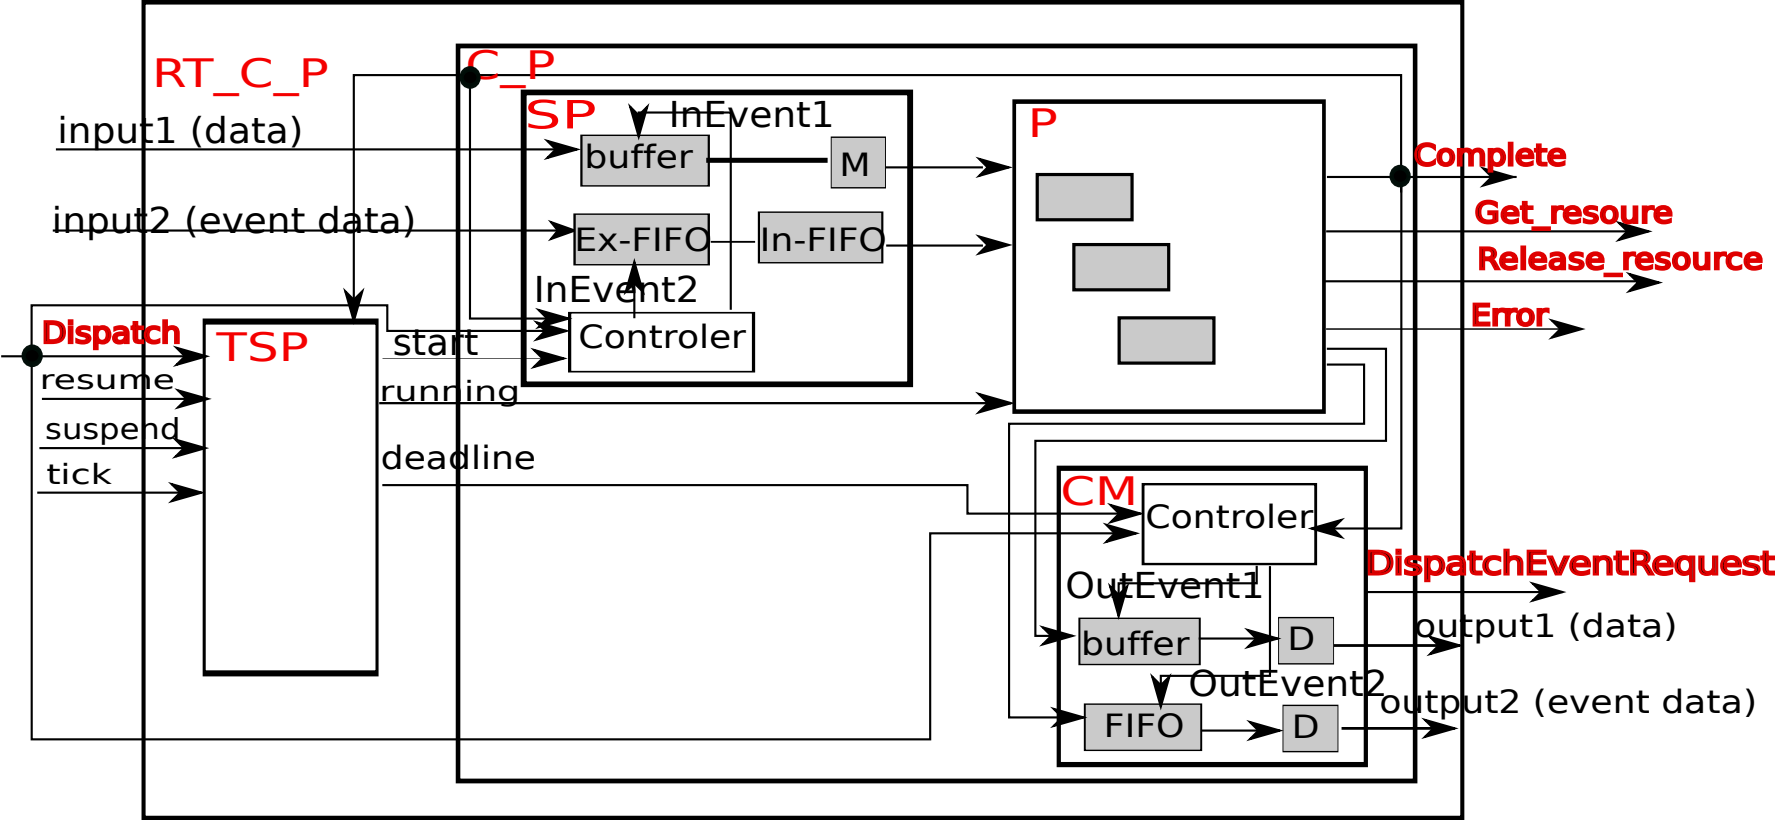 RT_C_P
C_P
SP
InEvent1
P
input1 (data)
buffer
M
Complete
input2 (event data)
Ex-FIFO
In-FIFO
Get_resoure
Release_resource
InEvent2
Error
Dispatch
TSP
start
Controler
resume
running
suspend
deadline
tick
CM
Controler
DispatchEventRequest
OutEvent1
output1 (data)
buffer
D
OutEvent2
output2 (event data)
FIFO
D